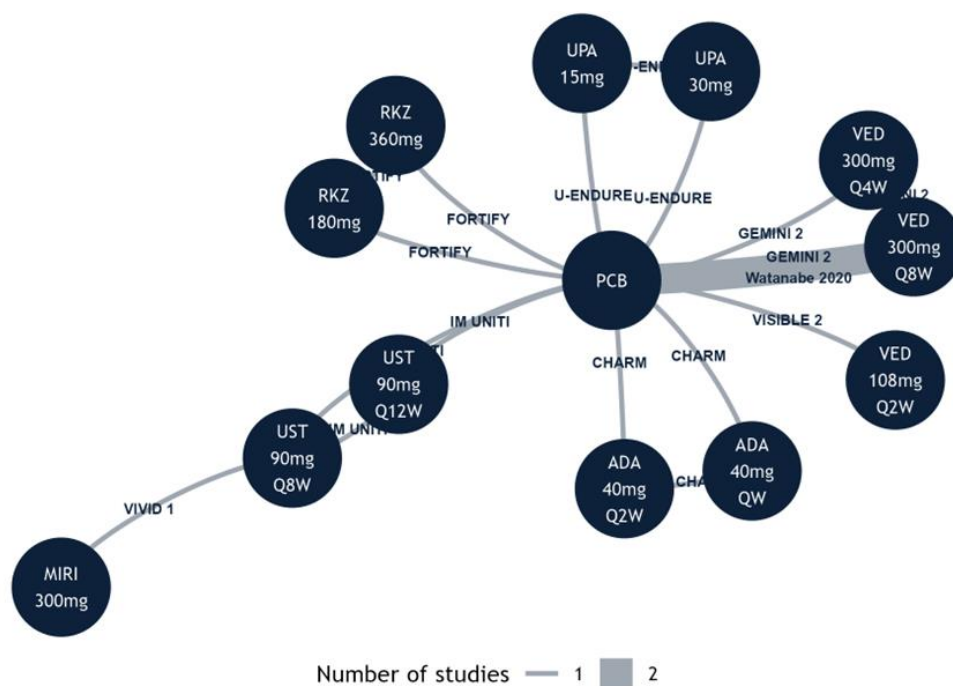 UPA
15mg
UPA
30mg
RKZ
360mg
VED
300mg
Q4W
RKZ
180mg
U-ENDURE
U-ENDURE
FORTIFY
GEMINI 2
VED
300mg
Q8W
FORTIFY
GEMINI 2
PCB
Watanabe 2020
IM UNITI
VISIBLE 2
UST
90mg
Q12W
CHARM
CHARM
VED
108mg
Q2W
UST
90mg
Q8W
IM UNITI
ADA
40mg
Q2W
ADA
40mg
QW
VIVID 1
MIRI
300mg
Number of studies 1 2